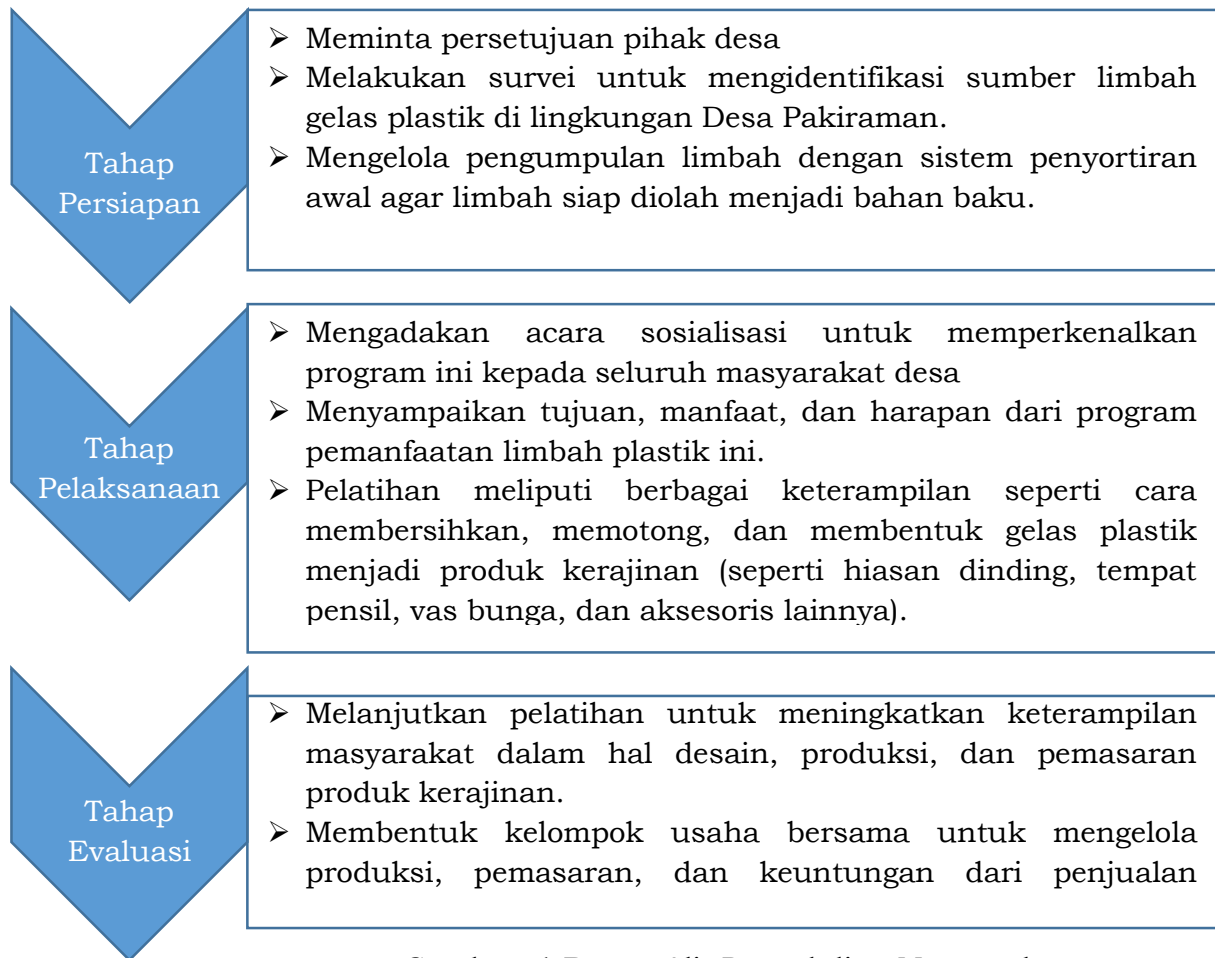 Tahap
Persiapan
➢ Meminta persetujuan pihak desa
➢ Melakukan survei untuk mengidentifikasi sumber limbah
gelas plastik di lingkungan Desa Pakiraman.
➢ Mengelola pengumpulan limbah dengan sistem penyortiran
awal agar limbah siap diolah menjadi bahan baku.
Tahap
Pelaksanaan
➢ Mengadakan acara sosialisasi untuk memperkenalkan
program ini kepada seluruh masyarakat desa
➢ Menyampaikan tujuan, manfaat, dan harapan dari program
pemanfaatan limbah plastik ini.
➢ Pelatihan meliputi berbagai keterampilan seperti cara
membersihkan, memotong, dan membentuk gelas plastik
menjadi produk kerajinan (seperti hiasan dinding, tempat
pensil, vas bunga, dan aksesoris lainnya).
Tahap
Evaluasi
➢ Melanjutkan pelatihan untuk meningkatkan keterampilan
masyarakat dalam hal desain, produksi, dan pemasaran
produk kerajinan.
➢ Membentuk kelompok usaha bersama untuk mengelola
produksi, pemasaran, dan keuntungan dari penjualan